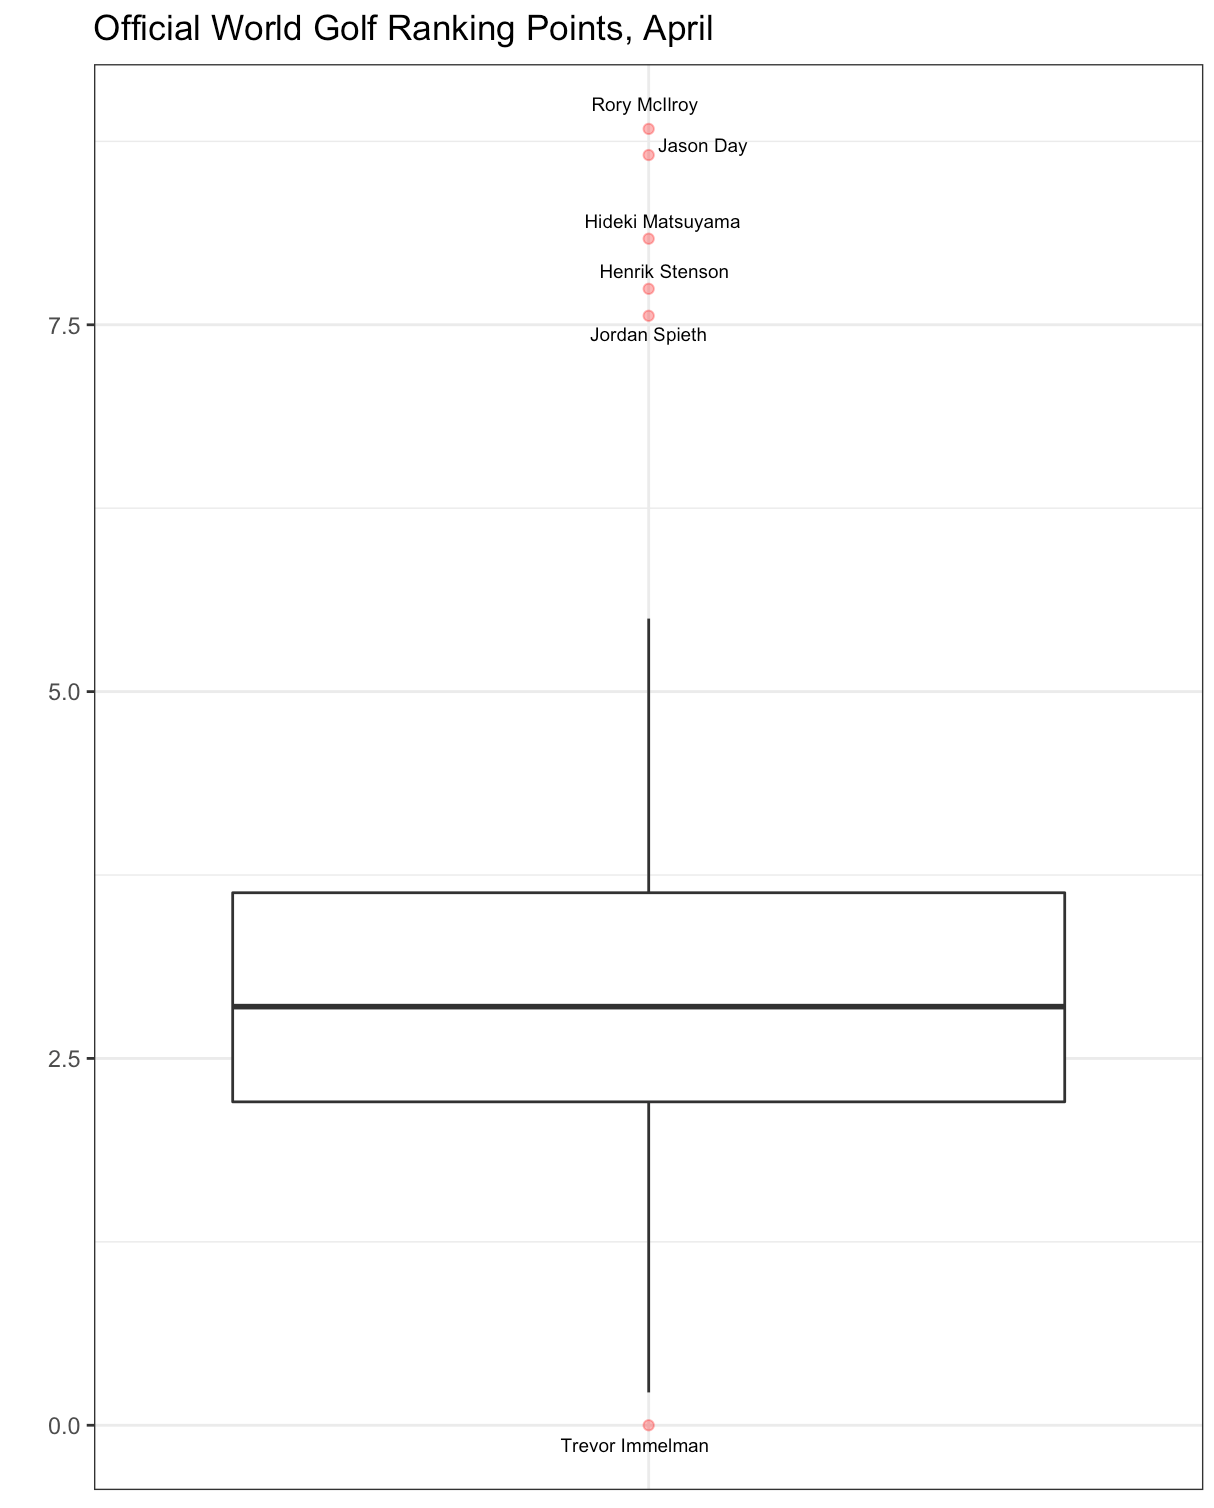 Official World Golf Ranking Points, April
Rory McIlroy
Jason Day
Hideki Matsuyama
Henrik Stenson
7.5
Jordan Spieth
5.0
2.5
0.0
Trevor Immelman